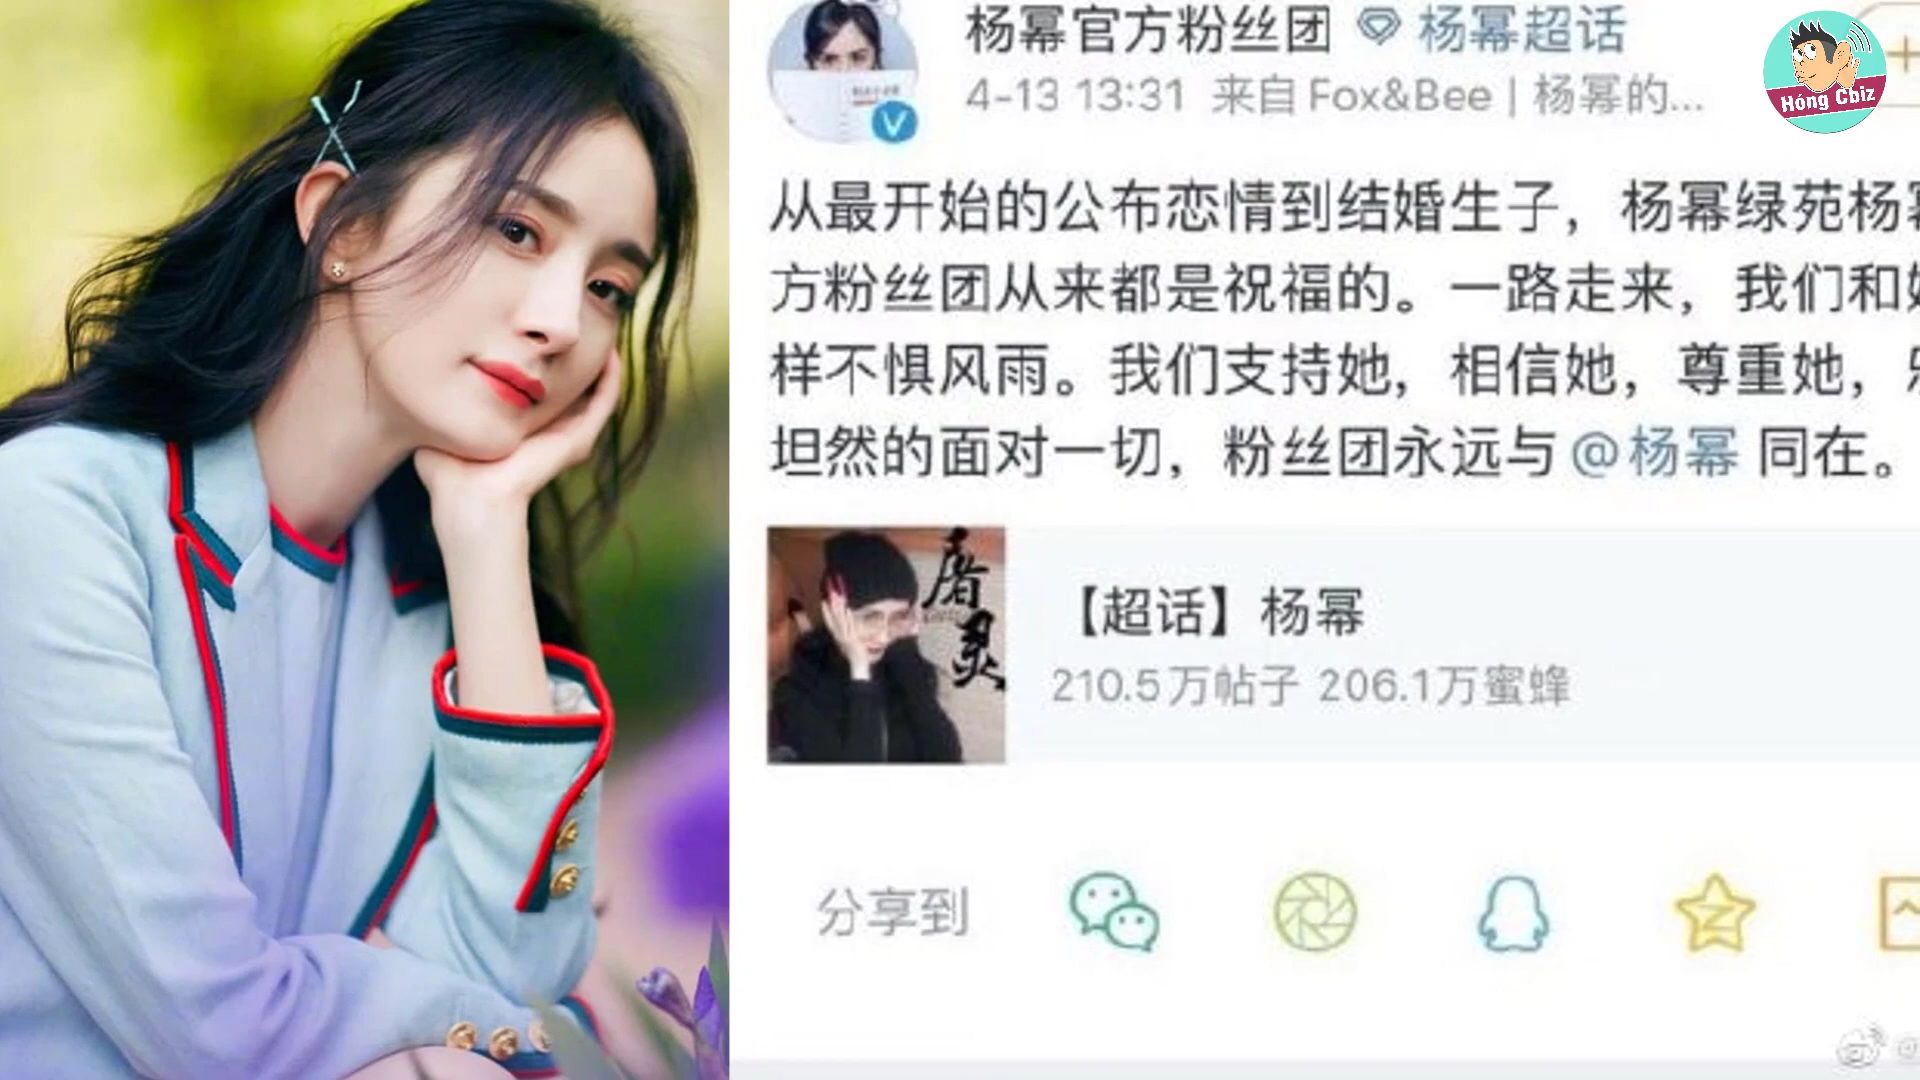 杨幂官方粉丝团 杨幂超话
4-13 13:31 来自 Fox&Bee | 杨幂的...
Hóng Cbiz
从最开始的公布恋情到结婚生子，杨幂绿苑杨
方粉丝团从来都是祝福的。一路走来，我们和
样不惧风雨。我们支持她，相信她，尊重她，
坦然的面对一切，粉丝团永远与 @杨幂 同在。
屠灵
【超话】杨幂
210.5万帖子 206.1万蜜蜂
分享到